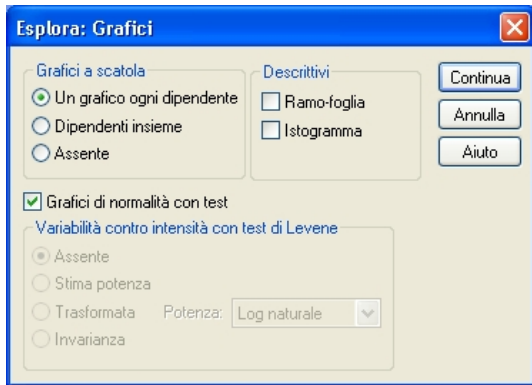 Esplora: Grafici
Grafici a scatola
Un grafico ogni dipendente
Dipendenti insieme
Assente
Descrittivi
Ramo-foglia
Istogramma
Continua
Annulla
Aiuto
Grafici di normalità con test
Variabilità contro intensità con test di Levene
Assente
Stima potenza
Trasformata Potenza: Log naturale
Invarianza